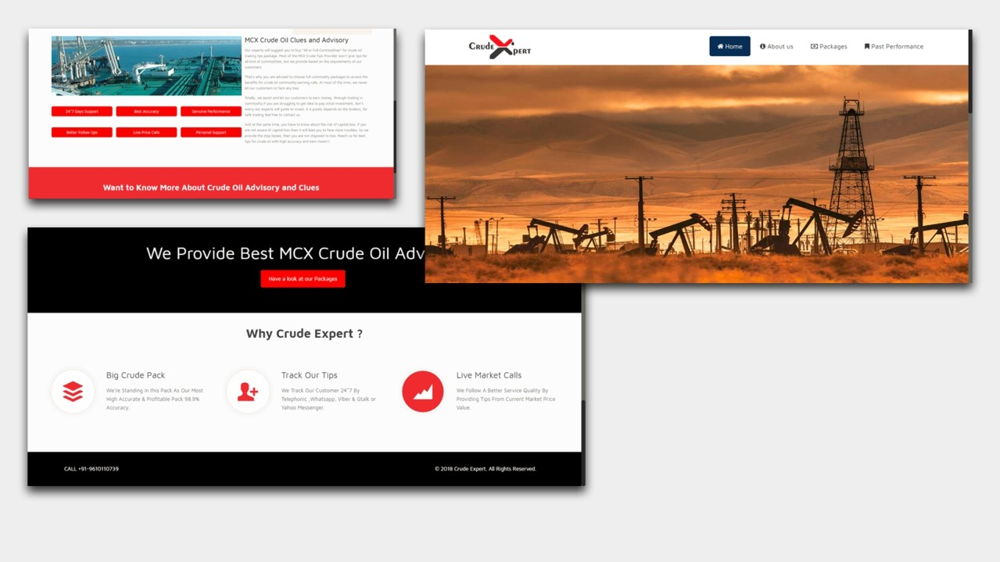 MCX Crude Oil Clues and Advisory
Our experts will suggest you to buy "All or Full Commodities" for crude oil
trading tips package. Most of the MCX Crude Tips Provider won't give tips for
all kind of commodities, but we provide based on the requirements of our
customers.
That's why you are advised to choose full commodity packages to access the
benefits for crude oil commodity earning calls. At most of the time, we never
let our customers to face any loss.
Totally, we assist and let our customers to earn money, through trading in
commodity.If you are struggling to get idea to pay initial investment, don't
worry our experts will guide to invest. It is purely depends on the brokers, for
safe trading feel free to contact us.
And at the same time, you have to know about the risk of capital loss. If you
are not aware of capital loss then it will lead you to face more troubles. So we
provide the stop losses, then you are not disposed to loss. Reach us for best
tips for crude oil with high accuracy and earn more!!!
24*7 Days Support
Best Accuracy
Genuine Performance
Better Follow Ups
Live Price Calls
Personal Support
Want to Know More About Crude Oil Advisory and Clues
Crude Xpert
Home
About us
Packages
Past Performance
We Provide Best MCX Crude Oil Adv
Have a look at our Packages
Why Crude Expert ?
Big Crude Pack
We're Standing in this Pack As Our Most
High Accurate & Profitable Pack 98.9%
Accuracy.
Track Our Tips
We Track Our Customer 24*7 By
Telephonic ,Whatsapp, Viber & Gtalk or
Yahoo Messenger.
Live Market Calls
We Follow A Better Service Quality By
Providing Tips From Current Market Price
Value.
CALL +91-9610110739
© 2018 Crude Expert. All Rights Reserved.